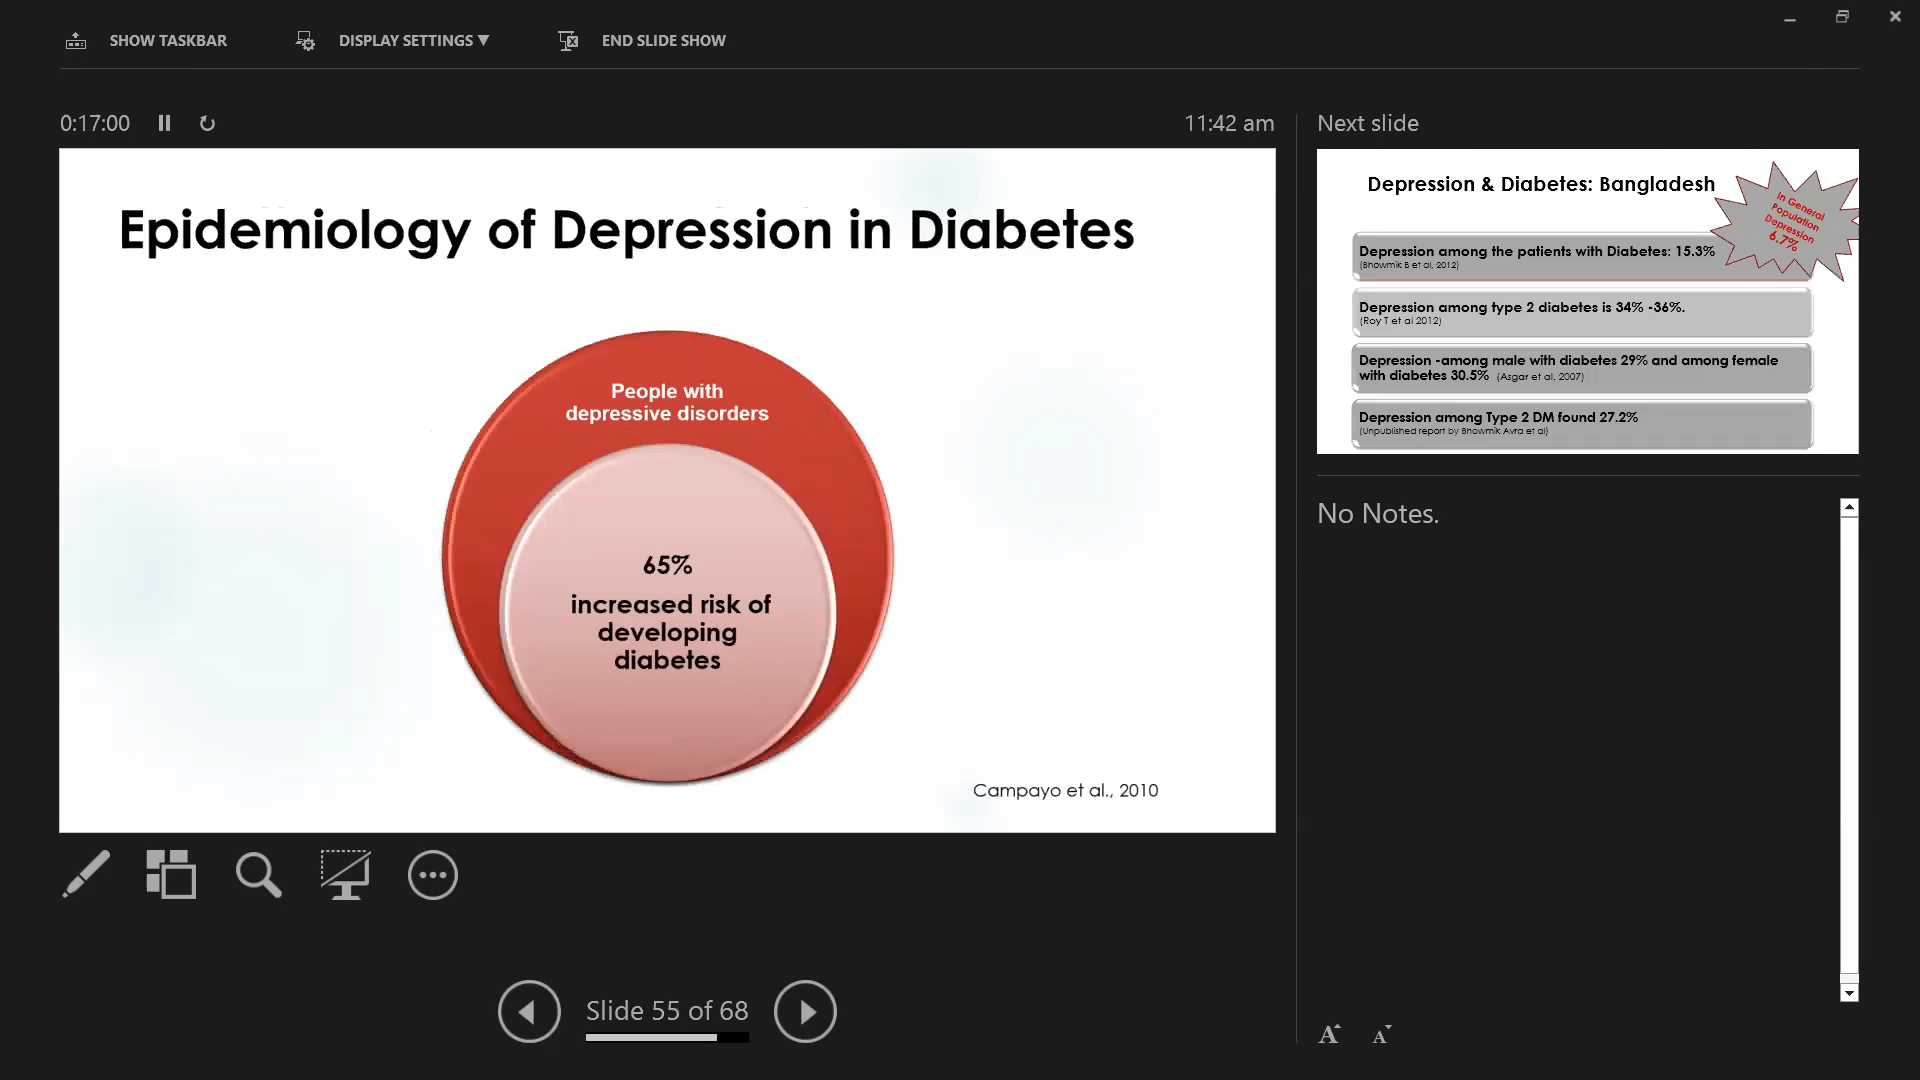 SHOW TASKBAR
DISPLAY SETTINGS ▼
END SLIDE SHOW
0:17:00
11:42 am
Epidemiology of Depression in Diabetes
People with
depressive disorders
65%
increased risk of
developing
diabetes
Campayo et al., 2010
Slide 55 of 68
Next slide
Depression & Diabetes: Bangladesh
In General
Population
Depression
6.7%
Depression among the patients with Diabetes: 15.3%
(Bhowmik B et al, 2012)
Depression among type 2 diabetes is 34% -36%.
(Roy T et al 2012)
Depression -among male with diabetes 29% and among female
with diabetes 30.5% (Asgar et al, 2007)
Depression among Type 2 DM found 27.2%
(Unpublished report by Bhowmik Avra et al)
No Notes.
A A